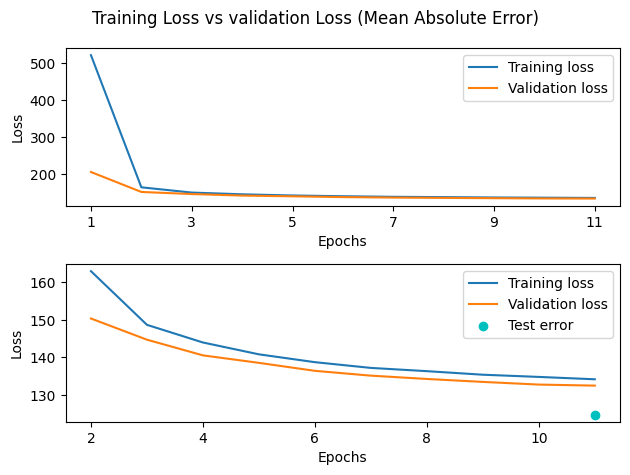 Training Loss vs validation Loss (Mean Absolute Error)
500
400
300
200
Loss
Training loss
Validation loss
1 3 5 7 9 11
Epochs
160
150
140
130
Loss
Training loss
Validation loss
Test error
2 4 6 8 10
Epochs